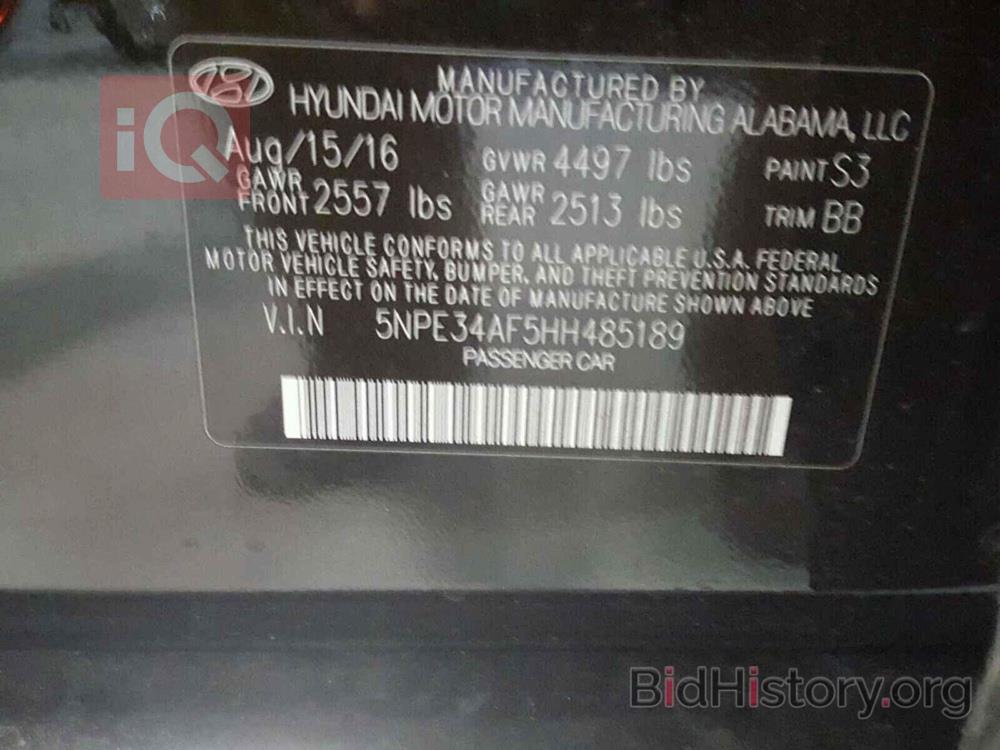 MANUFACTURED BY
HYUNDAI MOTOR MANUFACTURING ALABAMA, LLC
iQ
Aug/15/16 GVWR 4497 lbs PAINT S3
GAWR FRONT 2557 lbs GAWR REAR 2513 lbs TRIM BB
THIS VEHICLE CONFORMS TO ALL APPLICABLE U.S.A. FEDERAL
MOTOR VEHICLE SAFETY, BUMPER, AND THEFT PREVENTION STANDARDS
IN EFFECT ON THE DATE OF MANUFACTURE SHOWN ABOVE
V.I.N 5NPE34AF5HH485189
PASSENGER CAR
BidHistory.org